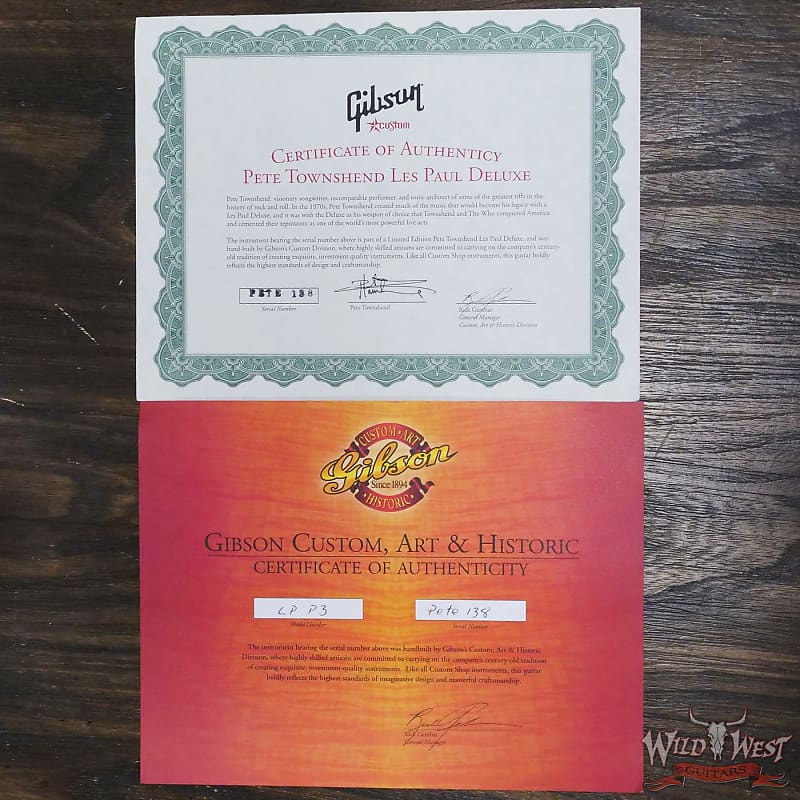 Gibson
Custom
Certificate of Authenticy
Pete Townshend Les Paul Deluxe
Pete Townshend: visionary songwriter, incomparable performer, and sonic architect of some of the greatest riffs in the
history of rock and roll. In the 1970s, Pete Townshend created much of the music that would become his legacy with a
Les Paul Deluxe, and it was with the Deluxe as his weapon of choice that Townshend and The Who conquered America
and cemented their reputations as one of the world's most powerful live acts
The instrument bearing the serial number above is part of a Limited Edition Pete Townshend Les Paul Deluxe, and was
hand-built by Gibson's Custom Division, where highly skilled artisans are committed to carrying on the company's century-
old tradition of creating exquisite, investment quality instruments. Like all Custom Shop instruments, this guitar boldly
reflects the highest standards of design and craftsmanship.
PETE 138
Serial Number
Pete Townshend
Rick Gembar
General Manager
Custom, Art & Historic Division
CUSTOM • ART
Gibson
Since 1894
• HISTORIC •
Gibson Custom, Art & Historic
CERTIFICATE OF AUTHENTICITY
LP P3 Pete 138
Model Number Serial Number
The instrument bearing the serial number above was handbuilt by Gibson's Custom, Art & Historic
Division, where highly skilled artisans are committed to carrying on the company's century-old tradition
of creating exquisite, investment-quality instruments. Like all Custom Shop instruments, this guitar
boldly reflects the highest standards of imaginative design and masterful craftsmanship.
Rick Gembar
General Manager
WILD WEST
GUITARS